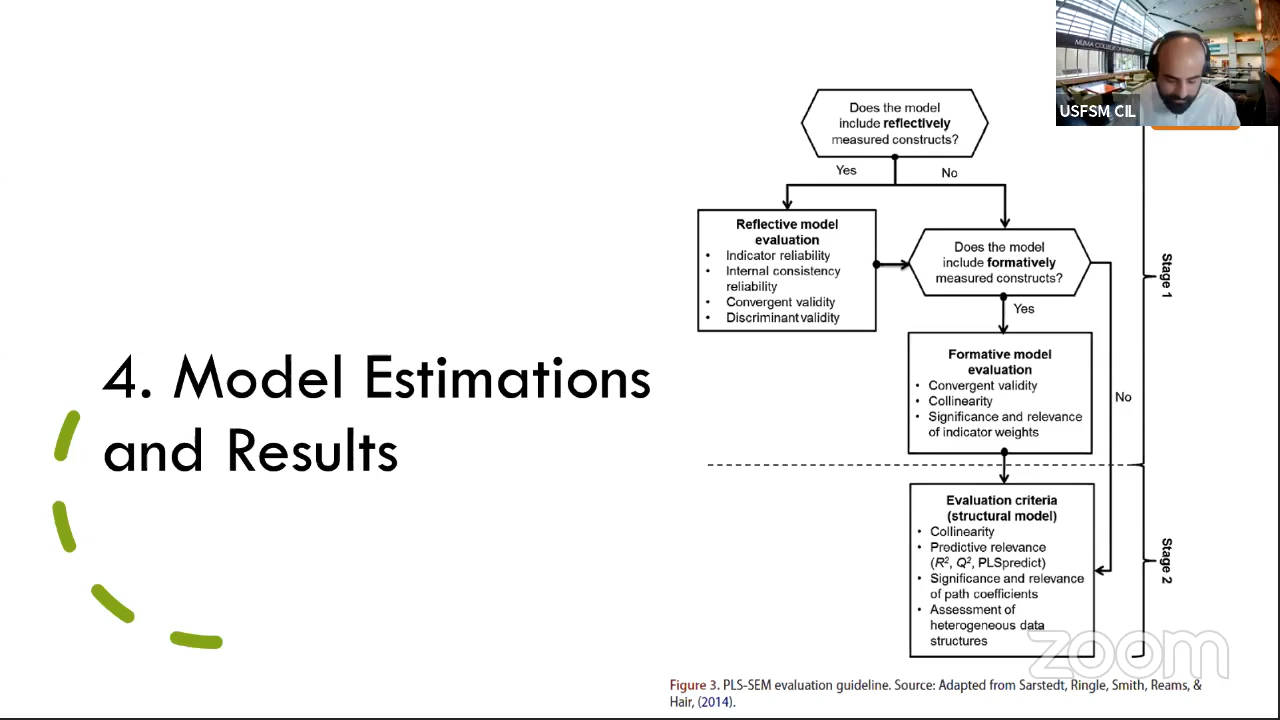 4. Model Estimations
and Results
Does the model
include reflectively
measured constructs?
Yes
No
Reflective model
evaluation
• Indicator reliability
• Internal consistency
reliability
• Convergent validity
• Discriminant validity
Does the model
include formatively
measured constructs?
Yes
No
Formative model
evaluation
• Convergent validity
• Collinearity
• Significance and relevance
of indicator weights
Stage 1
Evaluation criteria
(structural model)
• Collinearity
• Predictive relevance
(R², Q², PLSpredict)
• Significance and relevance
of path coefficients
• Assessment of
heterogeneous data
structures
Stage 2
Figure 3. PLS-SEM evaluation guideline. Source: Adapted from Sarstedt, Ringle, Smith, Reams, &
Hair, (2014).
USFSM CIL
MUMA COLLEGE OF
zoom